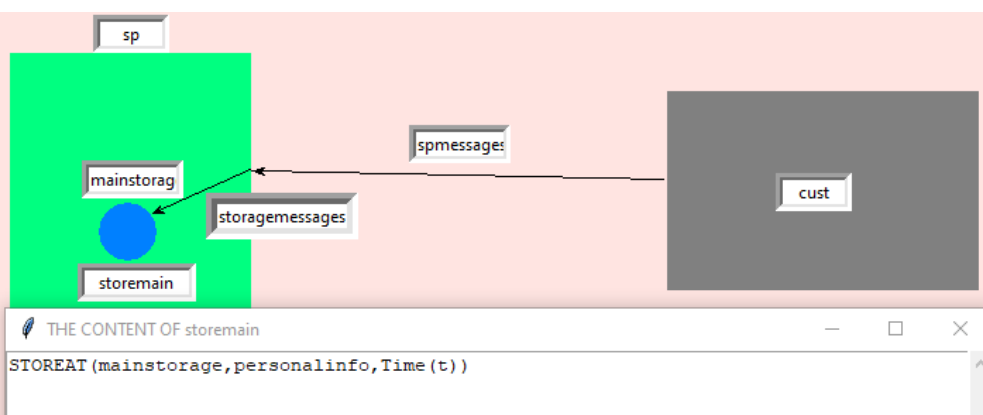 sp
spmessages
mainstorag
cust
storagemessages
storemain
THE CONTENT OF storemain
STOREAT(mainstorage,personalinfo,Time(t))